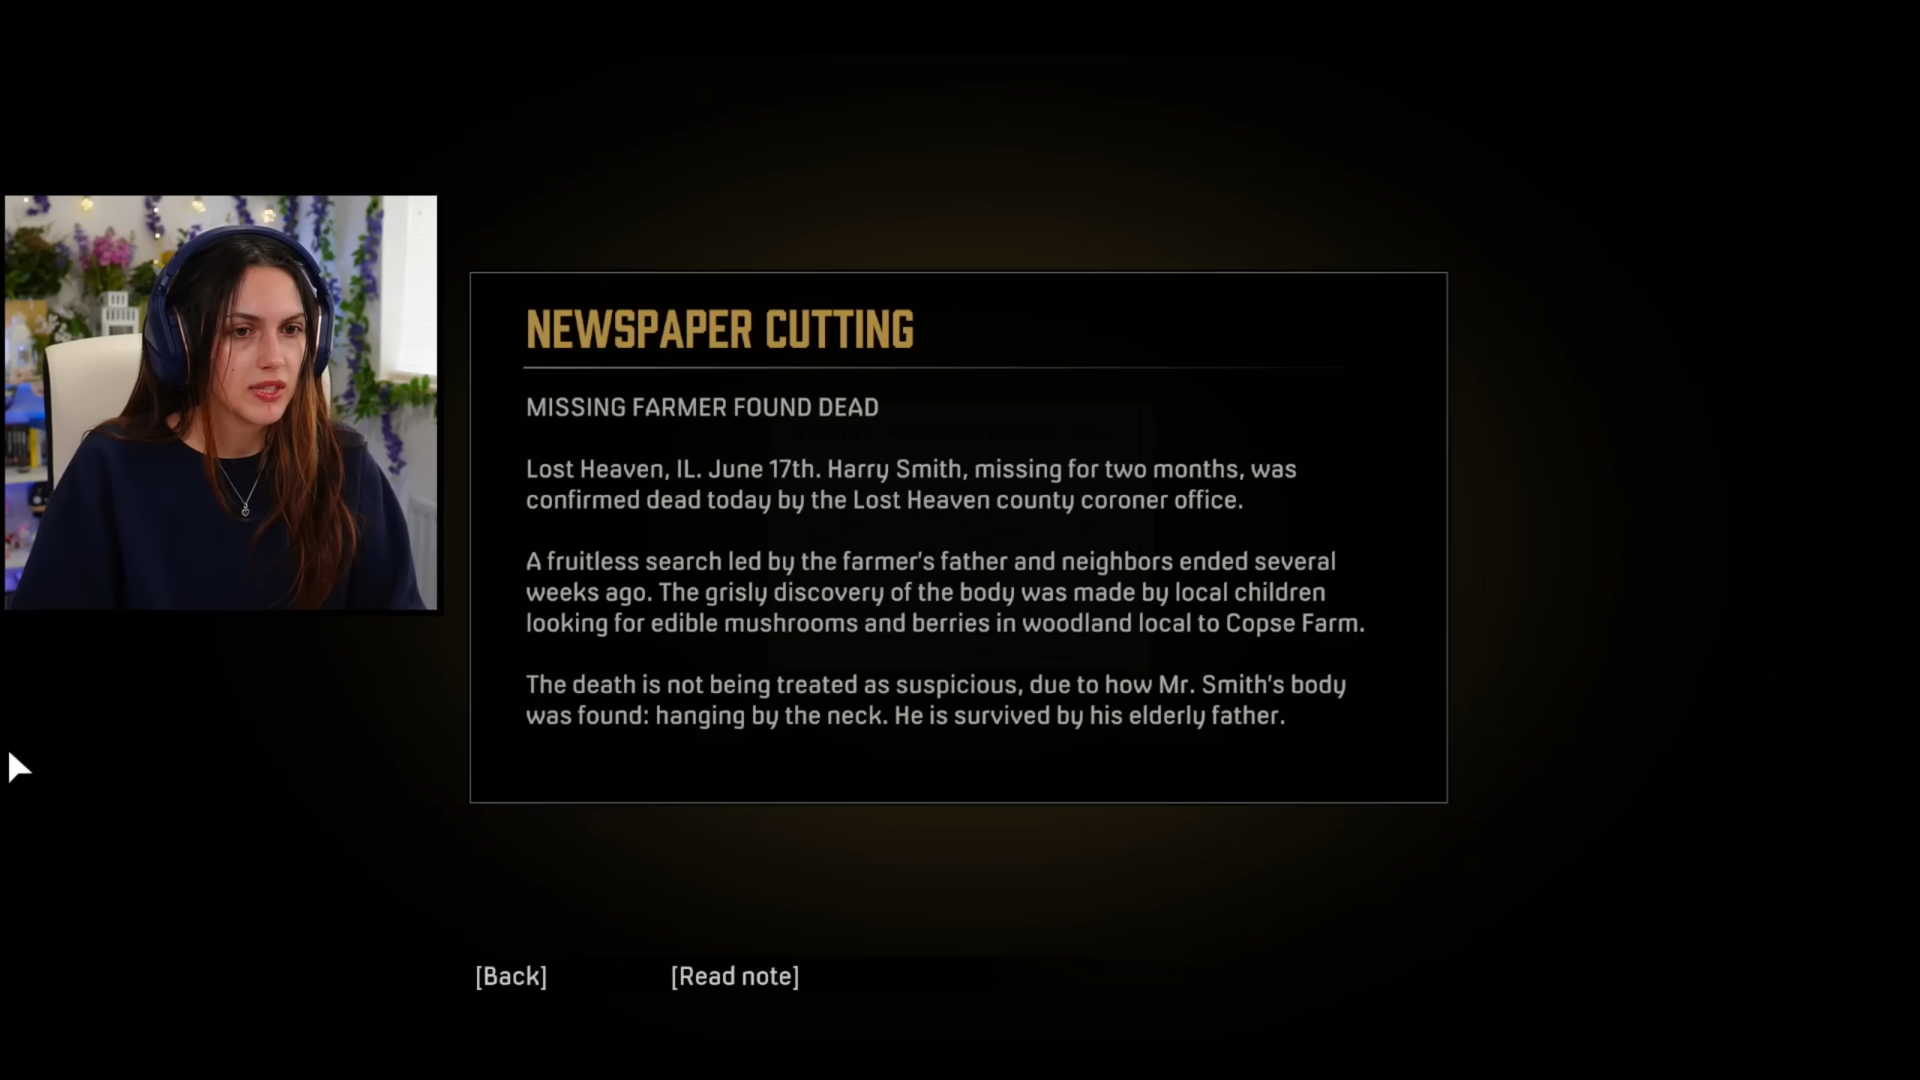 NEWSPAPER CUTTING
MISSING FARMER FOUND DEAD
Lost Heaven, IL. June 17th. Harry Smith, missing for two months, was
confirmed dead today by the Lost Heaven county coroner office.
A fruitless search led by the farmer's father and neighbors ended several
weeks ago. The grisly discovery of the body was made by local children
looking for edible mushrooms and berries in woodland local to Copse Farm.
The death is not being treated as suspicious, due to how Mr. Smith's body
was found: hanging by the neck. He is survived by his elderly father.
[Back] [Read note]